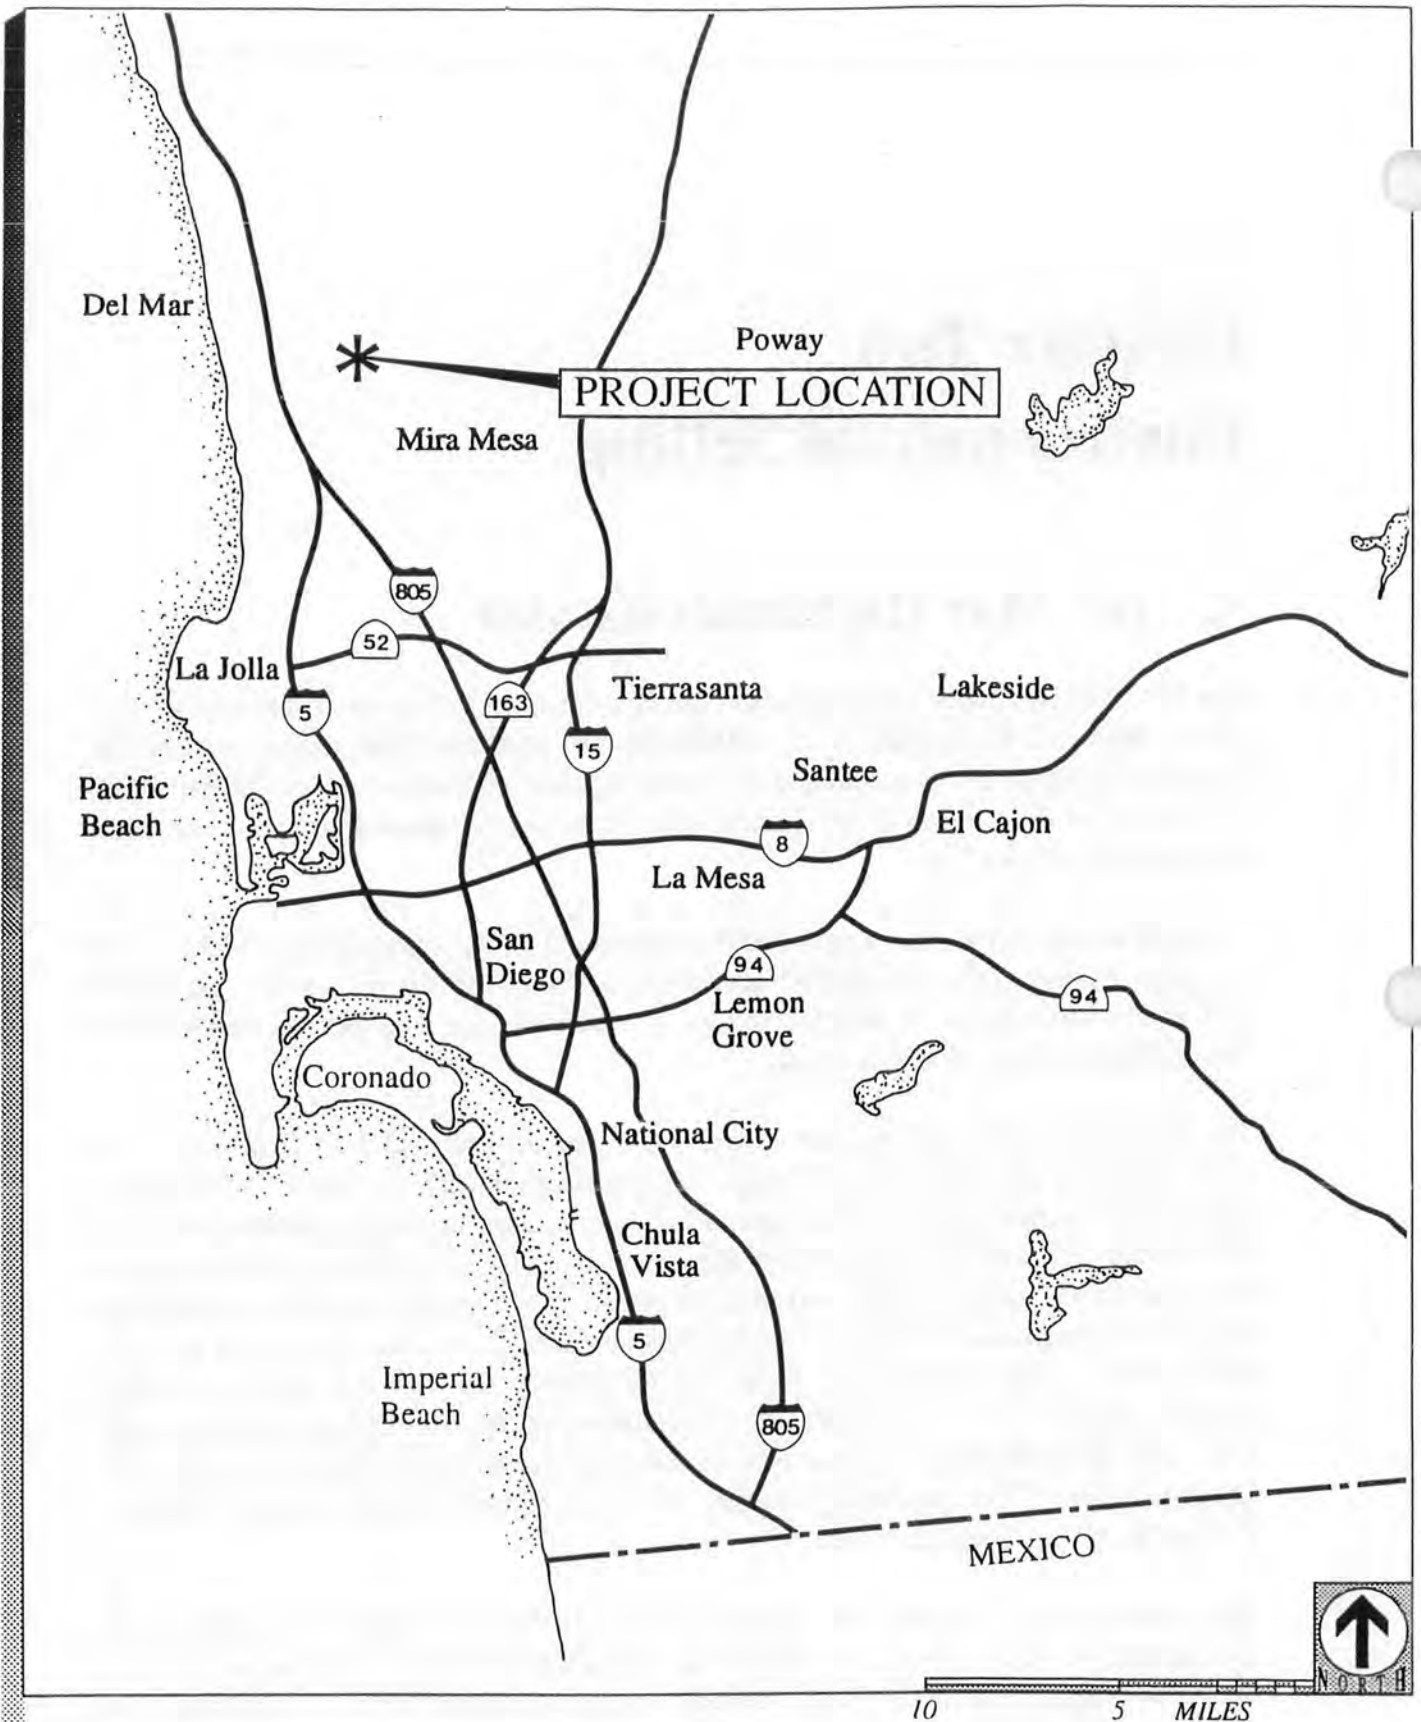 Del Mar
Poway
PROJECT LOCATION
Mira Mesa
805
52
La Jolla
163
Tierrasanta
Lakeside
5
15
Santee
Pacific
Beach
8
El Cajon
La Mesa
San
Diego
94
Lemon
Grove
94
Coronado
National City
Chula
Vista
5
Imperial
Beach
805
MEXICO
NORTH
10 5 MILES